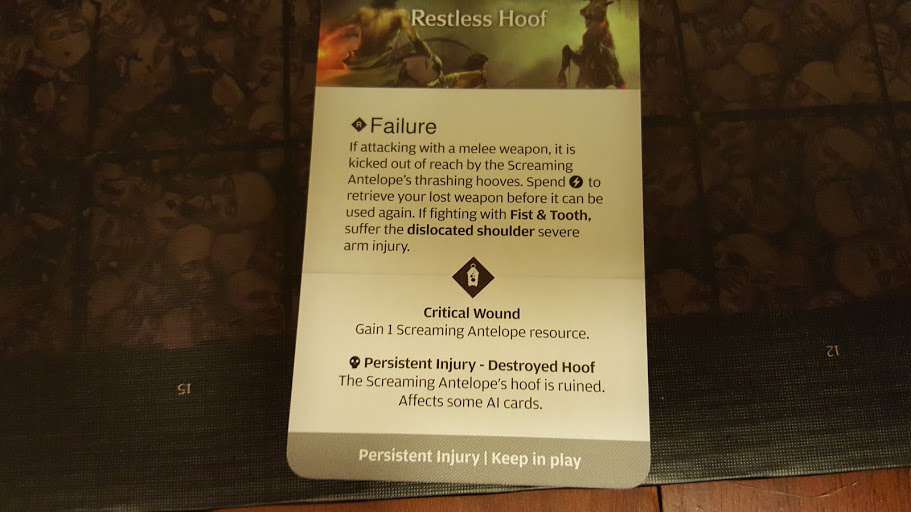 Restless Hoof
R Failure
If attacking with a melee weapon, it is
kicked out of reach by the Screaming
Antelope's thrashing hooves. Spend to
retrieve your lost weapon before it can be
used again. If fighting with Fist & Tooth,
suffer the dislocated shoulder severe
arm injury.
Critical Wound
Gain 1 Screaming Antelope resource.
Persistent Injury - Destroyed Hoof
The Screaming Antelope's hoof is ruined.
Affects some AI cards.
Persistent Injury | Keep in play
15
12